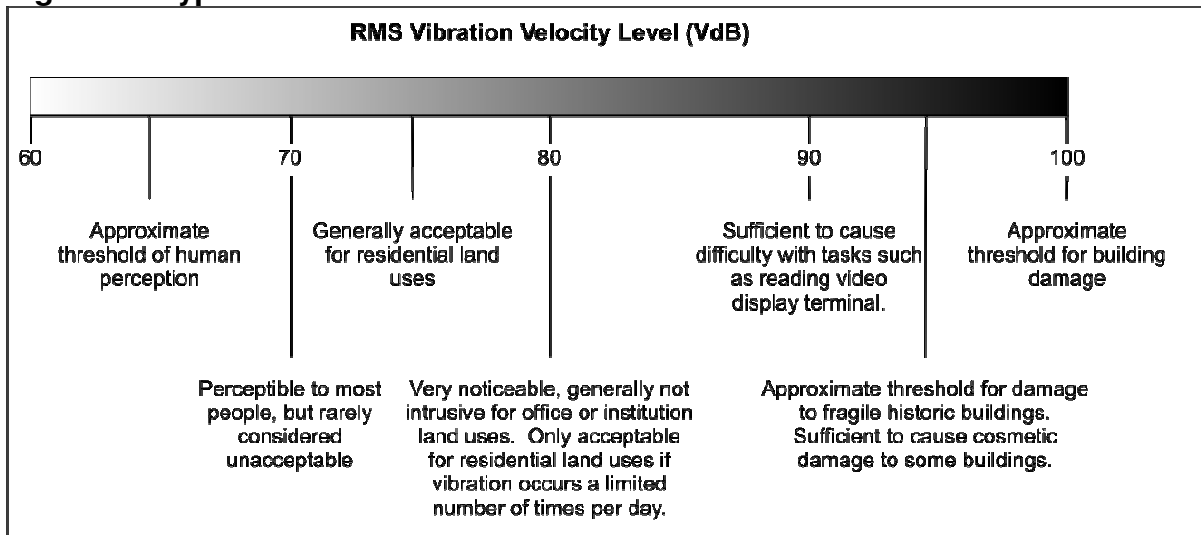 RMS Vibration Velocity Level (VdB)
60
70
80
90
100
Approximate
threshold of human
perception
Generally acceptable
for residential land
uses
Sufficient to cause
difficulty with tasks such
as reading video
display terminal.
Approximate
threshold for building
damage
Perceptible to most
people, but rarely
considered
unacceptable
Very noticeable, generally not
intrusive for office or institution
land uses.  Only acceptable
for residential land uses if
vibration occurs a limited
number of times per day.
Approximate threshold for damage
to fragile historic buildings.
Sufficient to cause cosmetic
damage to some buildings.